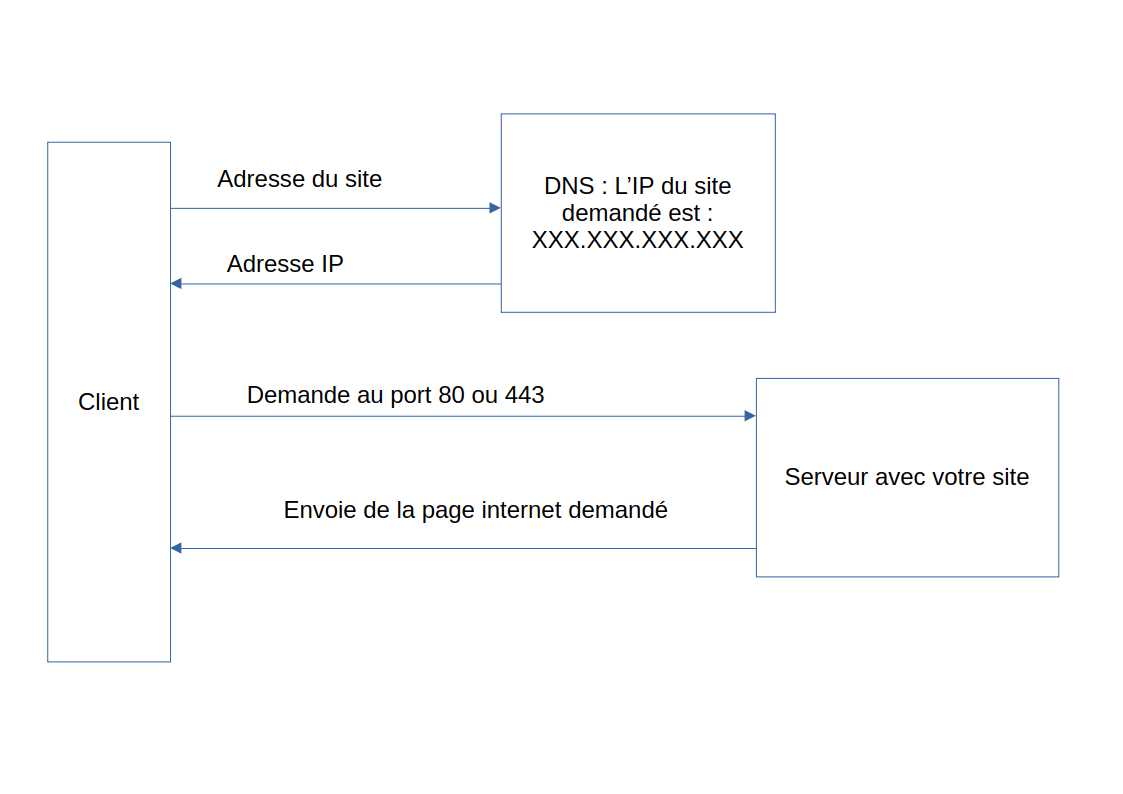 Adresse du site
DNS : L’IP du site
demandé est :
XXX.XXX.XXX.XXX
Adresse IP
Client
Demande au port 80 ou 443
Serveur avec votre site
Envoie de la page internet demandé